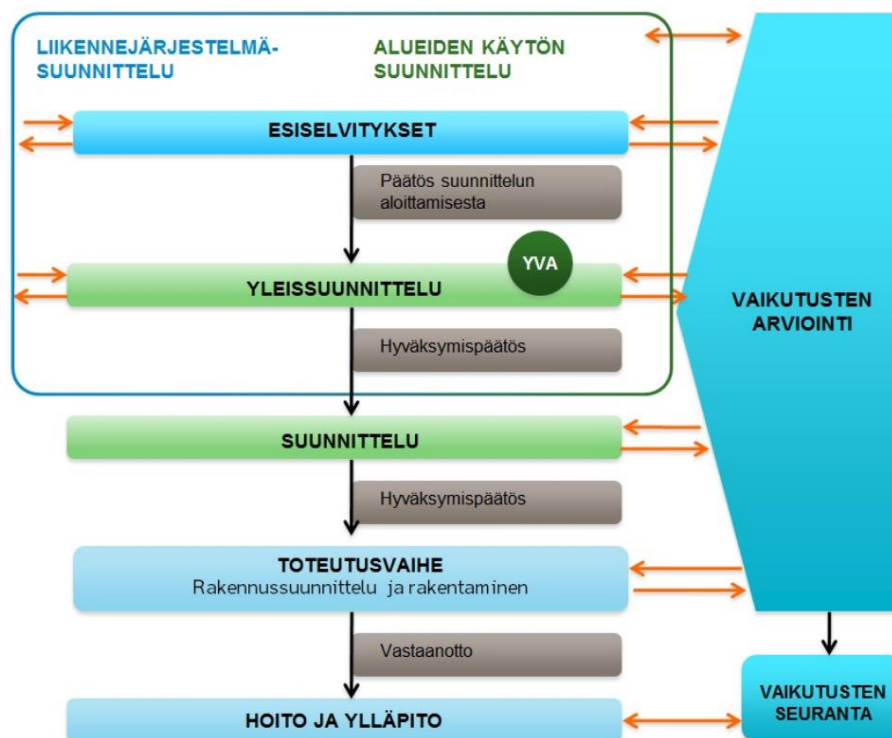 LIIKENNEJÄRJESTELMÄ-
SUUNNITTELU
ALUEIDEN KÄYTÖN
SUUNNITTELU
ESISELVITYKSET
Päätös suunnittelun
aloittamisesta
YVA
YLEISSUUNNITTELU
VAIKUTUSTEN
ARVIOINTI
Hyväksymispäätös
SUUNNITTELU
Hyväksymispäätös
TOTEUTUSVAIHE
Rakennussuunnittelu ja rakentaminen
Vastaanotto
HOITO JA YLLÄPITO
VAIKUTUSTEN
SEURANTA